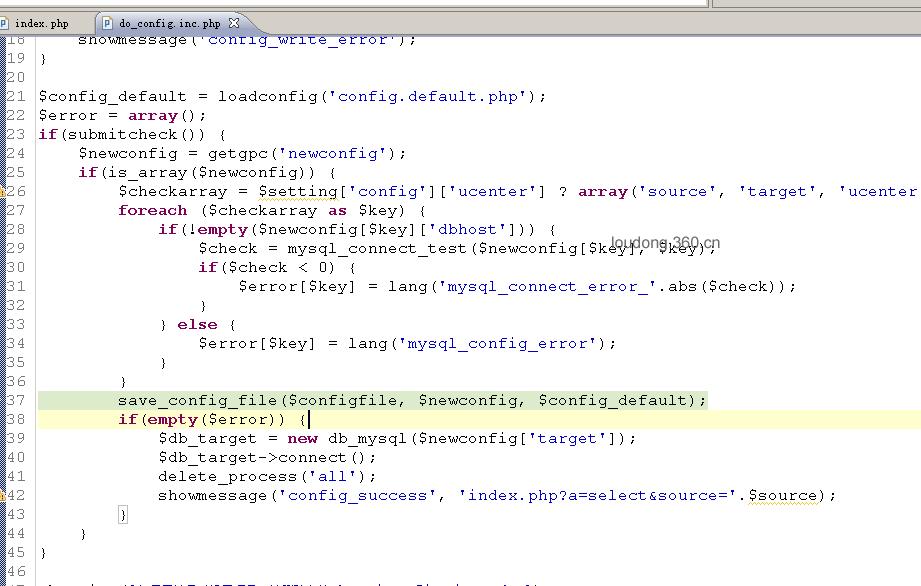 index.php do_config.inc.php
18 showmessage('config_write_error');
19 }
20
21 $config_default = loadconfig('config.default.php');
22 $error = array();
23 if(submitcheck()) {
24 $newconfig = getgpc('newconfig');
25 if(is_array($newconfig)) {
26 $checkarray = $setting['config']['ucenter'] ? array('source', 'target', 'ucenter
27 foreach ($checkarray as $key) {
28 if(!empty($newconfig[$key]['dbhost'])) {
loudong.360.cn
29 $check = mysql_connect_test($newconfig[$key], $key);
30 if($check < 0) {
31 $error[$key] = lang('mysql_connect_error_'.abs($check));
32 }
33 } else {
34 $error[$key] = lang('mysql_config_error');
35 }
36 }
37 save_config_file($configfile, $newconfig, $config_default);
38 if(empty($error)) {
39 $db_target = new db_mysql($newconfig['target']);
40 $db_target->connect();
41 delete_process('all');
42 showmessage('config_success', 'index.php?a=select&source='.$source);
43 }
44 }
45 }
46